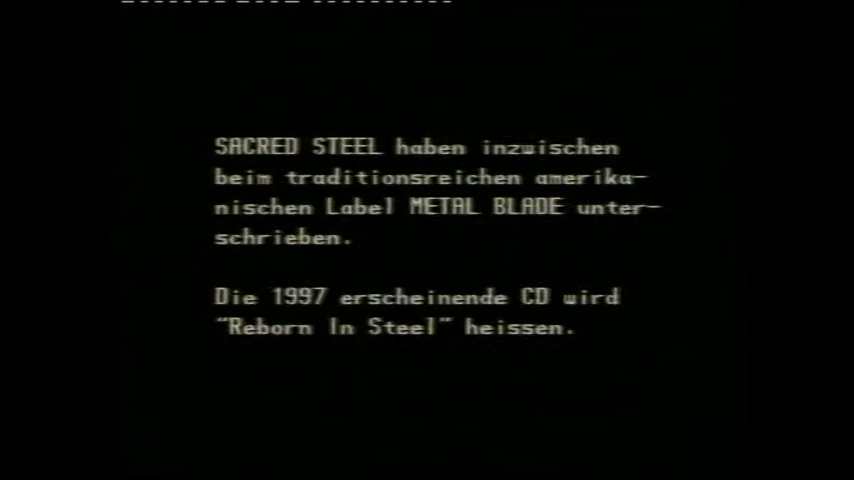 SACRED STEEL haben inzwischen
beim traditionsreichen amerika-
nischen Label METAL BLADE unter-
schrieben.
Die 1997 erscheinende CD wird
"Reborn In Steel" heissen.